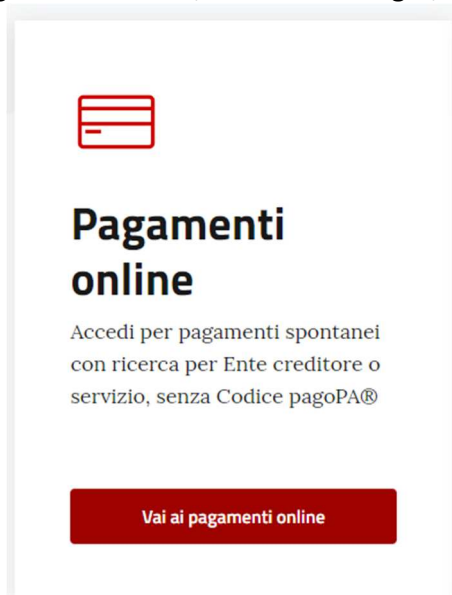 Pagamenti
online
Accedi per pagamenti spontanei
con ricerca per Ente creditore o
servizio, senza Codice pagoPA®
Vai ai pagamenti online